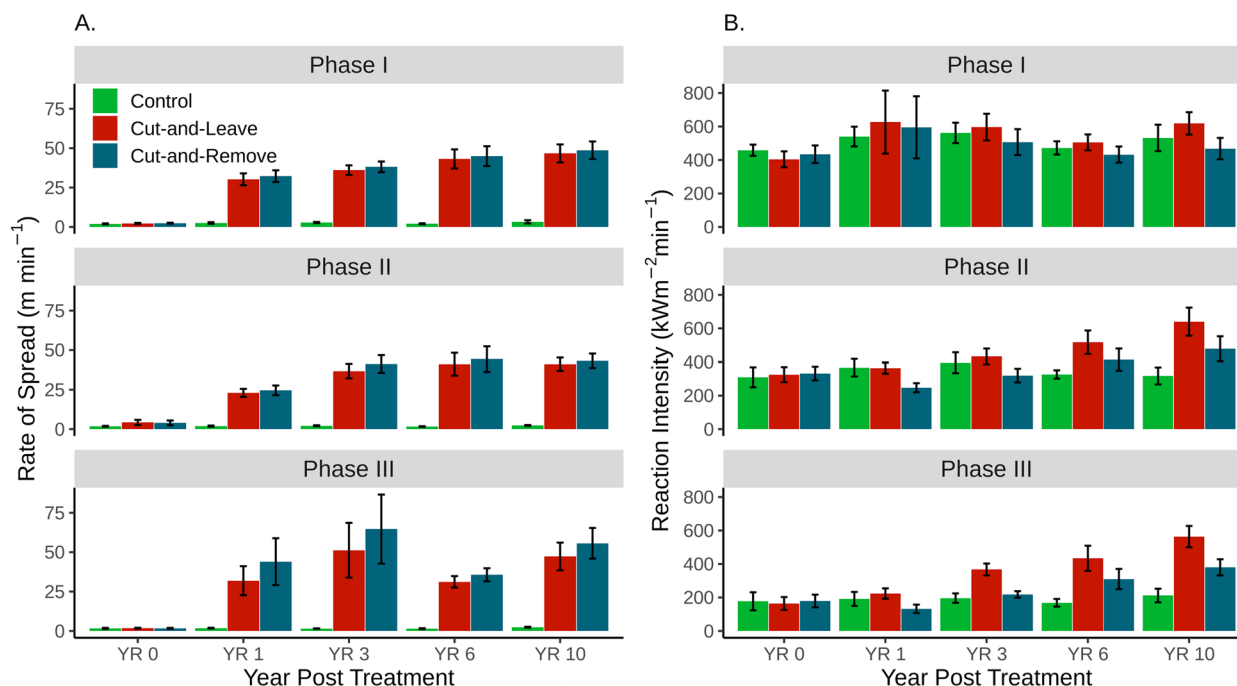 A.
Phase I
Control
Cut-and-Leave
Cut-and-Remove
75
50
25
0
Phase II
75
50
25
0
Phase III
75
50
25
0
YR 0 YR 1 YR 3 YR 6 YR 10
Year Post Treatment
Rate of Spread (m min⁻¹)
B.
Phase I
800
600
400
200
0
Phase II
800
600
400
200
0
Phase III
800
600
400
200
0
YR 0 YR 1 YR 3 YR 6 YR 10
Year Post Treatment
Reaction Intensity (kWm⁻²min⁻¹)